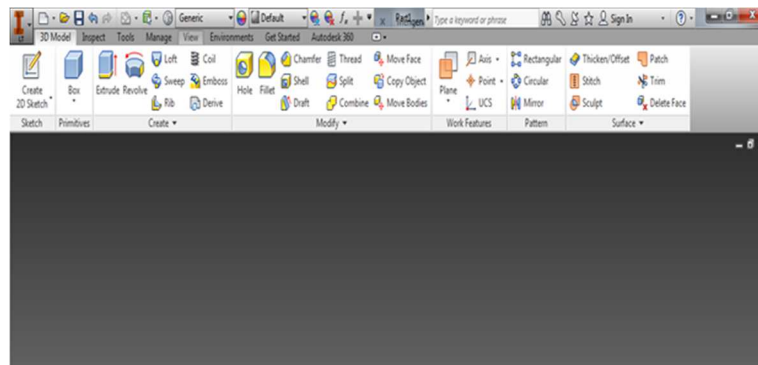 LT Generic Default Type a keyword or phrase Sign In
3D Model Inspect Tools Manage View Environments Get Started Autodesk 360
Loft Coil Chamfer Thread Move Face Axis Rectangular Thicken/Offset Patch
Create 2D Sketch Box Extrude Revolve Sweep Emboss Hole Fillet Shell Split Copy Object Plane Point Circular Stitch Trim
Rib Derive Draft Combine Move Bodies UCS Mirror Sculpt Delete Face
Sketch Primitives Create Modify Work Features Pattern Surface